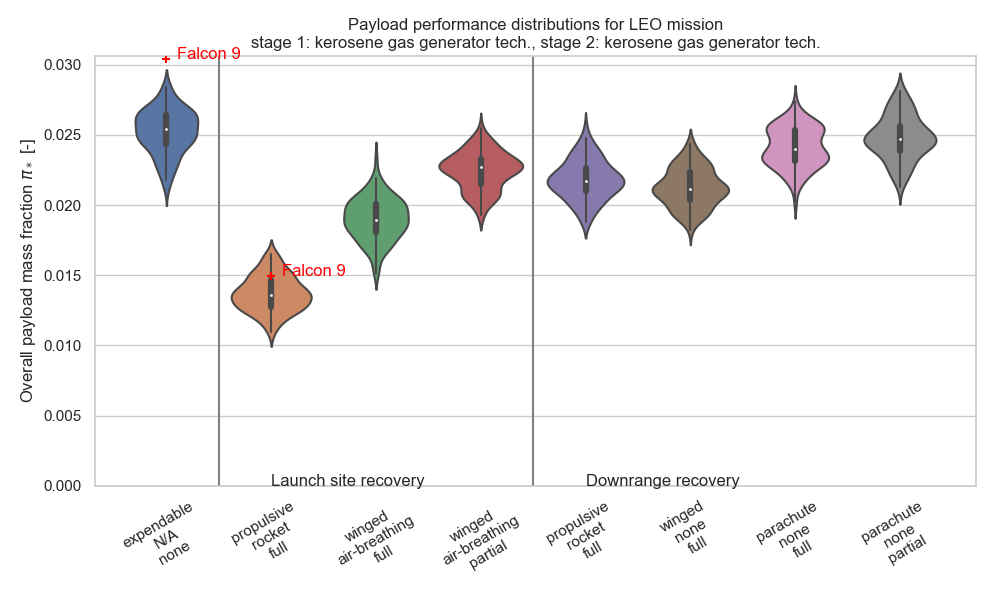 Payload performance distributions for LEO mission
stage 1: kerosene gas generator tech., stage 2: kerosene gas generator tech.
Overall payload mass fraction π* [-]
0.030
0.025
0.020
0.015
0.010
0.005
0.000
Falcon 9
Falcon 9
Launch site recovery
Downrange recovery
expendable
N/A
none
propulsive
rocket
full
winged
air-breathing
full
winged
air-breathing
partial
propulsive
rocket
full
winged
none
full
parachute
none
full
parachute
none
partial